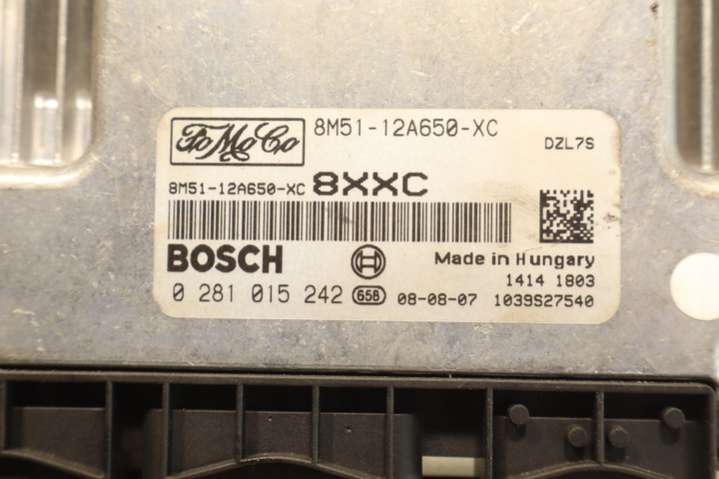 FoMoCo 8M51-12A650-XC
DZL7S
8M51-12A650-XC 8XXC
BOSCH
Made in Hungary
1414 1803
0 281 015 242 658 08-08-07 1039S27540